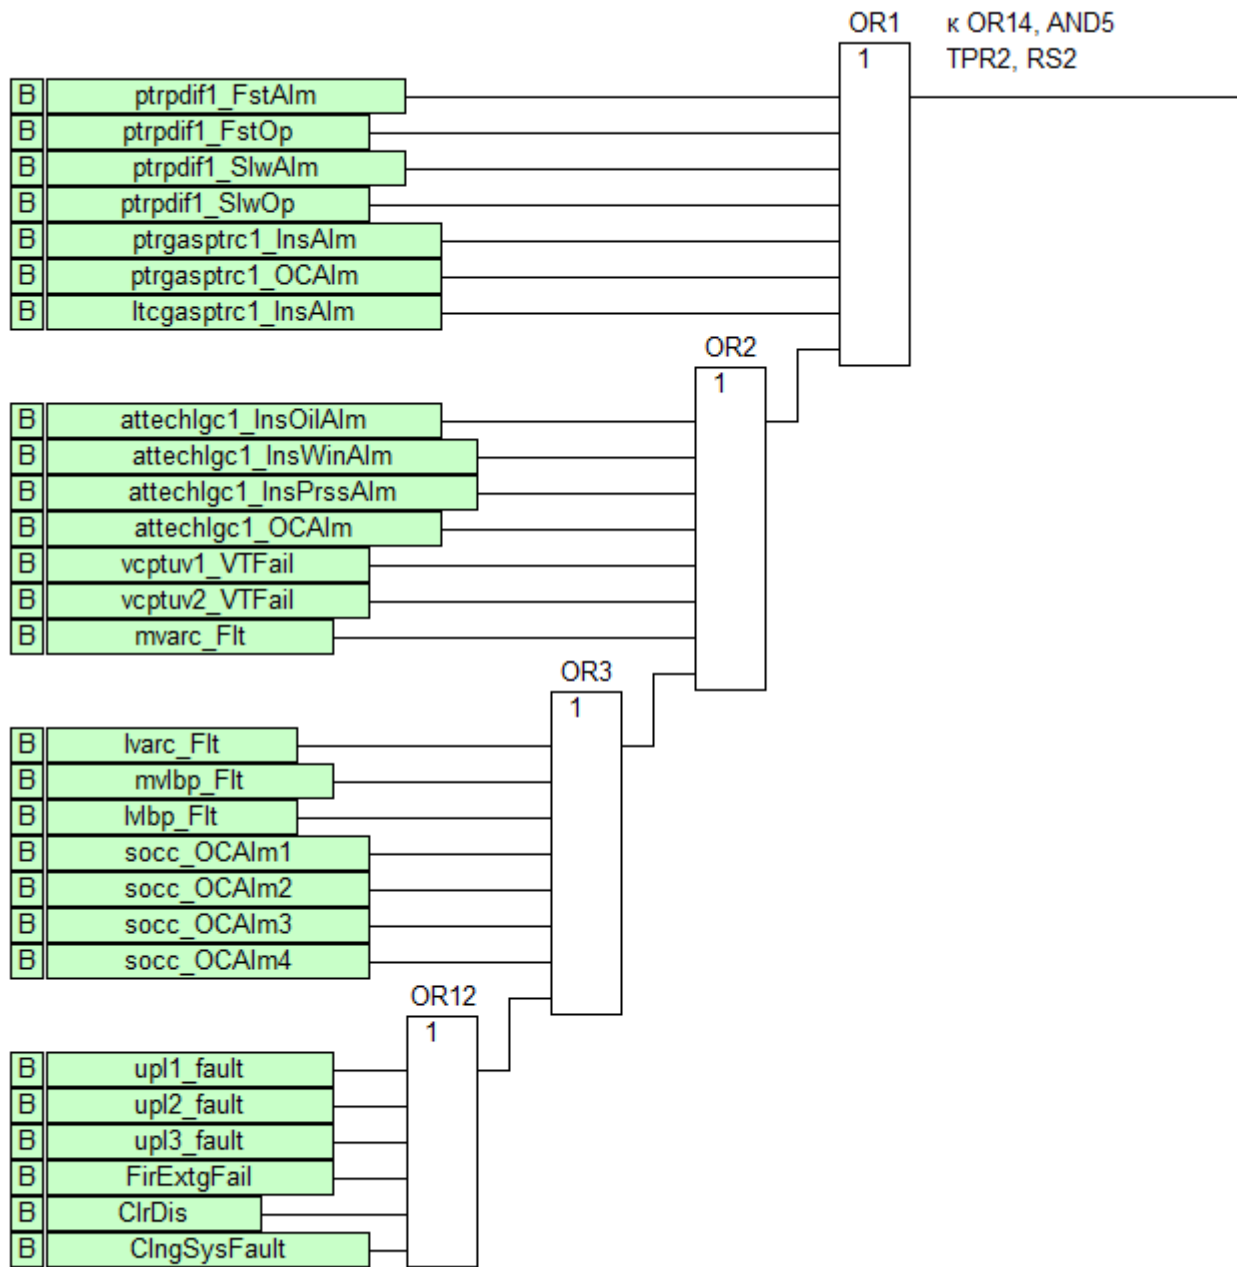 OR1 к OR14, AND5
1 TPR2, RS2
B ptrpdif1_FstAlm
B ptrpdif1_FstOp
B ptrpdif1_SlwAlm
B ptrpdif1_SlwOp
B ptrgasptrc1_InsAlm
B ptrgasptrc1_OCAlm
B ltcgasptrc1_InsAlm
OR2
1
B attechlgc1_InsOilAlm
B attechlgc1_InsWinAlm
B attechlgc1_InsPrssAlm
B attechlgc1_OCAlm
B vcptuv1_VTFail
B vcptuv2_VTFail
B mvarc_Flt
OR3
1
B lvarc_Flt
B mvlbp_Flt
B lvlbp_Flt
B socc_OCAlm1
B socc_OCAlm2
B socc_OCAlm3
B socc_OCAlm4
OR12
1
B upl1_fault
B upl2_fault
B upl3_fault
B FirExtgFail
B ClrDis
B ClngSysFault